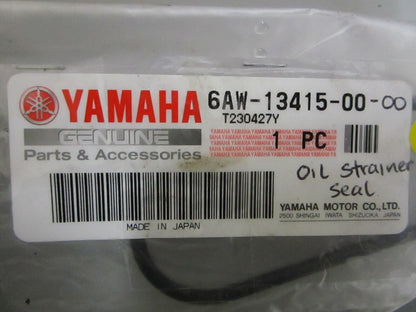 YAMAHA 6AW-13415-00-00
T230427Y
GENUINE
Parts & Accessories
1 PC
oil strainer
seal
MADE IN JAPAN
YAMAHA MOTOR CO., LTD.
2500 SHINGAI IWATA SHIZUOKA JAPAN